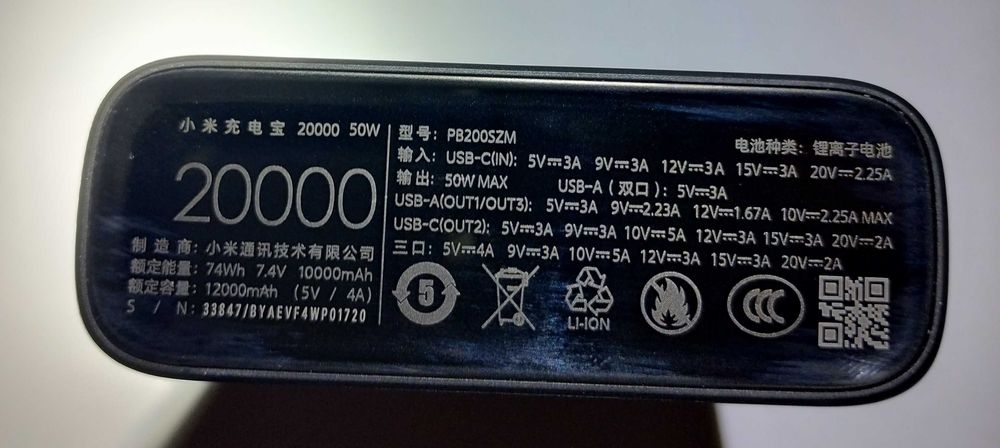 小米充电宝 20000 50W
20000
制造商：小米通讯技术有限公司
额定能量：74Wh 7.4V 10000mAh
额定容量：12000mAh (5V / 4A)
S / N：33847/BYAEVF4WP01720
型号：PB200SZM
电池种类：锂离子电池
输入：USB-C(IN)：5V⎓3A 9V⎓3A 12V⎓3A 15V⎓3A 20V⎓2.25A
输出：50W MAX USB-A（双口）：5V⎓3A
USB-A(OUT1/OUT3)：5V⎓3A 9V⎓2.23A 12V⎓1.67A 10V⎓2.25A MAX
USB-C(OUT2)：5V⎓3A 9V⎓3A 10V⎓5A 12V⎓3A 15V⎓3A 20V⎓2A
三口：5V⎓4A 9V⎓3A 10V⎓5A 12V⎓3A 15V⎓3A 20V⎓2A
5
LI-ION
CCC